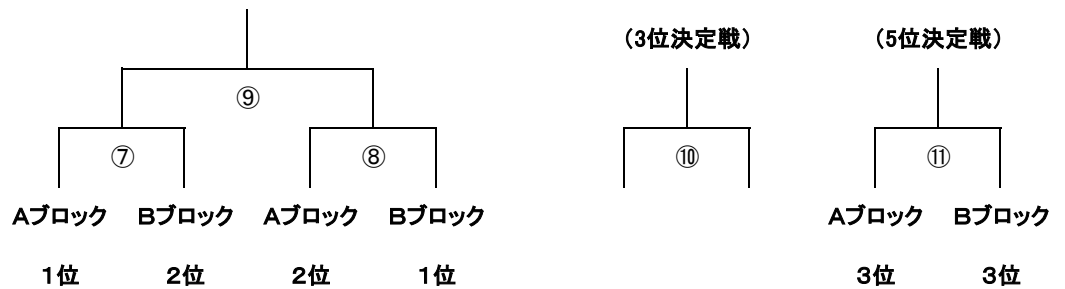 (3位決定戦)
(5位決定戦)
⑨
⑦
⑧
⑩
⑪
Aブロック Bブロック Aブロック Bブロック
Aブロック Bブロック
1位 2位 2位 1位
3位 3位